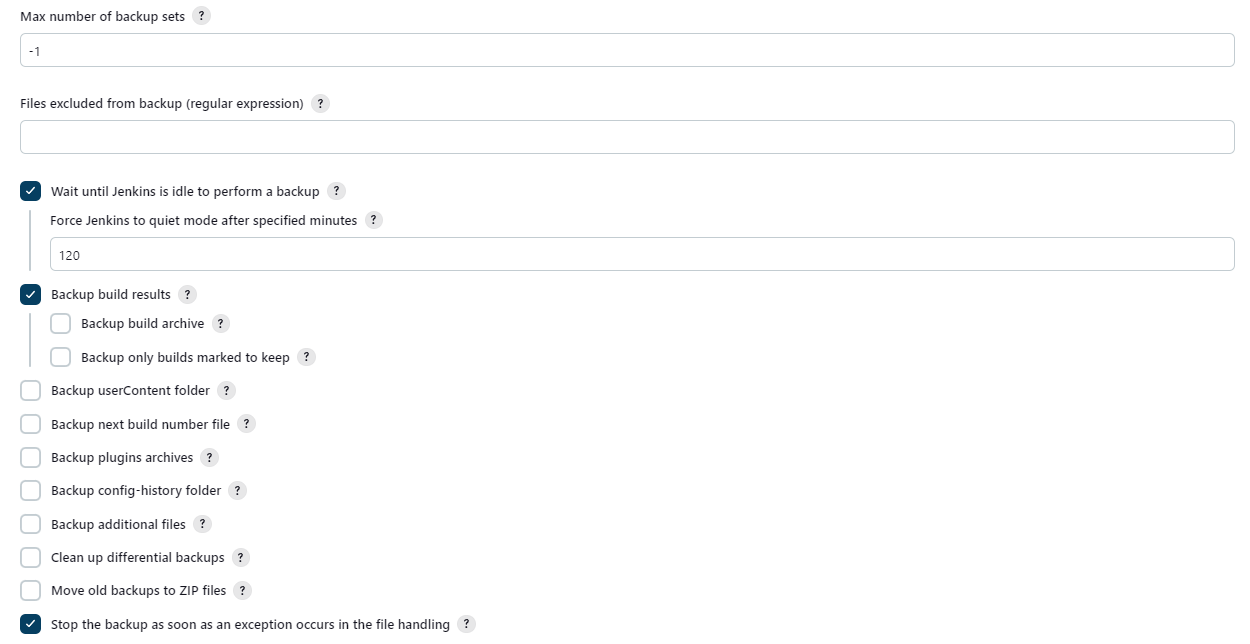 Max number of backup sets ?
-1
Files excluded from backup (regular expression) ?
Wait until Jenkins is idle to perform a backup ?
Force Jenkins to quiet mode after specified minutes ?
120
Backup build results ?
Backup build archive ?
Backup only builds marked to keep ?
Backup userContent folder ?
Backup next build number file ?
Backup plugins archives ?
Backup config-history folder ?
Backup additional files ?
Clean up differential backups ?
Move old backups to ZIP files ?
Stop the backup as soon as an exception occurs in the file handling ?